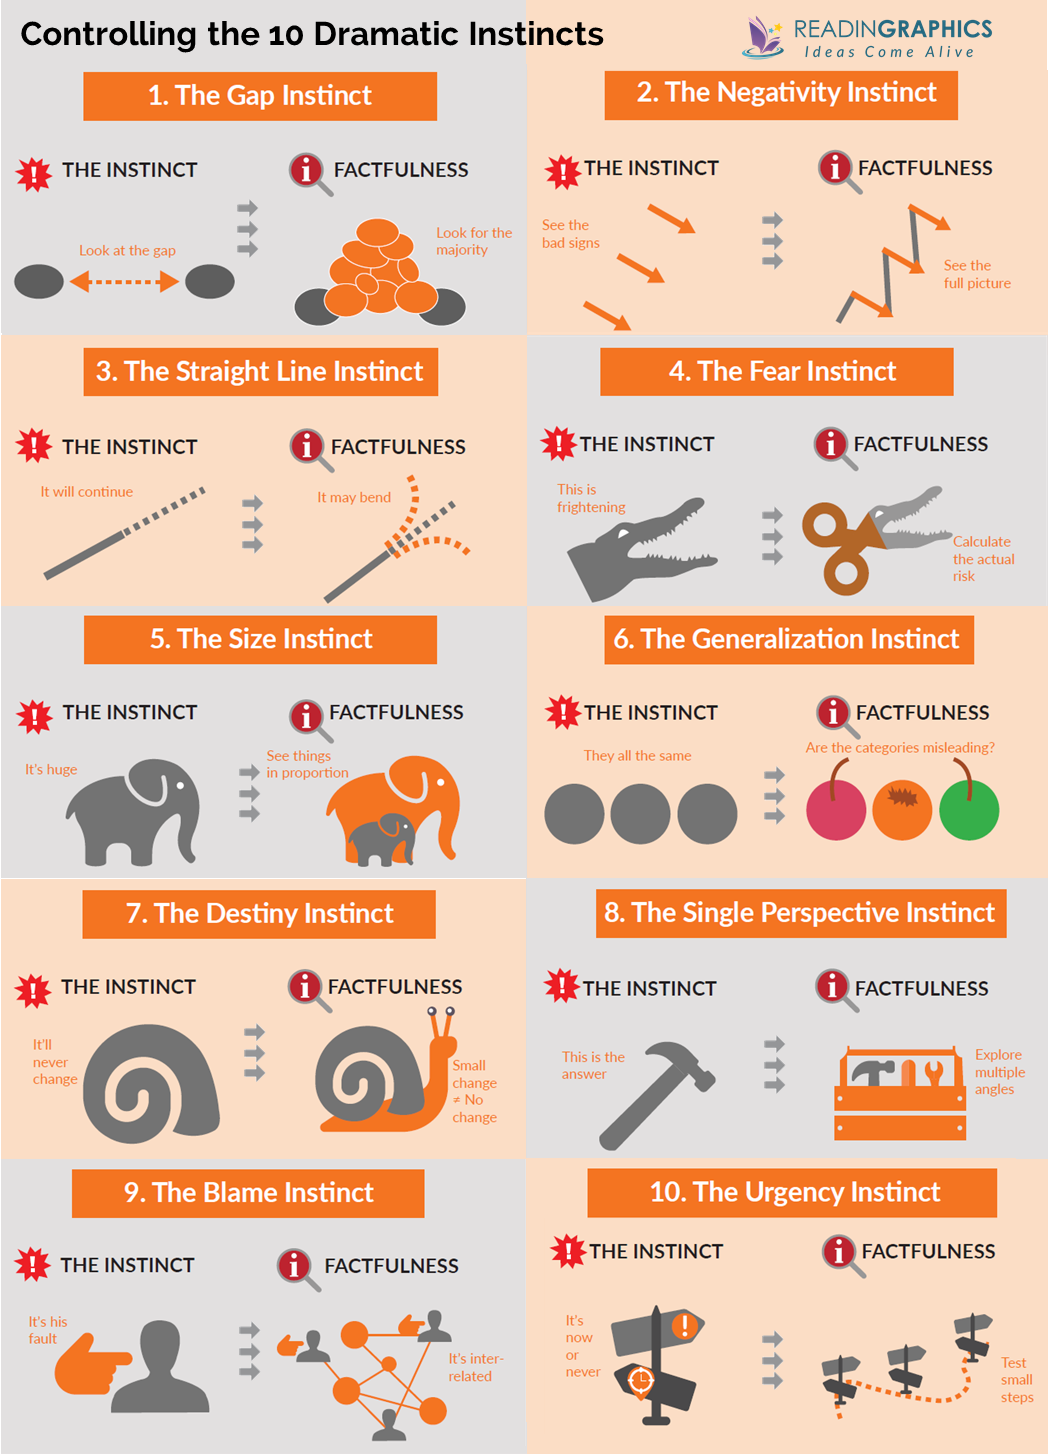 Controlling the 10 Dramatic Instincts
READINGRAPHICS
Ideas Come Alive
1. The Gap Instinct
THE INSTINCT
FACTFULNESS
Look at the gap
Look for the
majority
2. The Negativity Instinct
THE INSTINCT
FACTFULNESS
See the
bad signs
See the
full picture
3. The Straight Line Instinct
THE INSTINCT
FACTFULNESS
It will continue
It may bend
4. The Fear Instinct
THE INSTINCT
FACTFULNESS
This is
frightening
Calculate
the actual
risk
5. The Size Instinct
THE INSTINCT
FACTFULNESS
It's huge
See things
in proportion
6. The Generalization Instinct
THE INSTINCT
FACTFULNESS
They all the same
Are the categories misleading?
7. The Destiny Instinct
THE INSTINCT
FACTFULNESS
It'll
never
change
Small
change
≠ No
change
8. The Single Perspective Instinct
THE INSTINCT
FACTFULNESS
This is the
answer
Explore
multiple
angles
9. The Blame Instinct
THE INSTINCT
FACTFULNESS
It's his
fault
It's inter-
related
10. The Urgency Instinct
THE INSTINCT
FACTFULNESS
It's
now
or
never
Test
small
steps